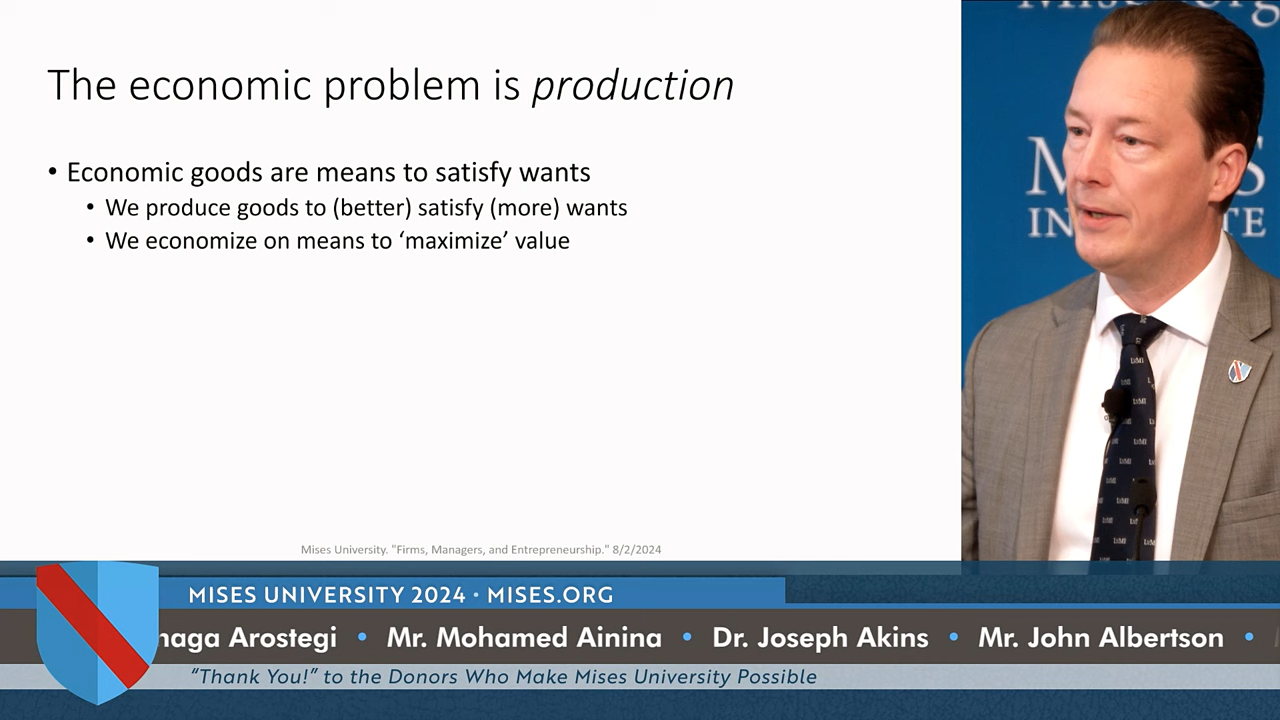 The economic problem is production
• Economic goods are means to satisfy wants
• We produce goods to (better) satisfy (more) wants
• We economize on means to ‘maximize’ value
Mises University. "Firms, Managers, and Entrepreneurship." 8/2/2024
INSTITUTE
MISES UNIVERSITY 2024 • MISES.ORG
naga Arostegi • Mr. Mohamed Ainina • Dr. Joseph Akins • Mr. John Albertson •
“Thank You!” to the Donors Who Make Mises University Possible